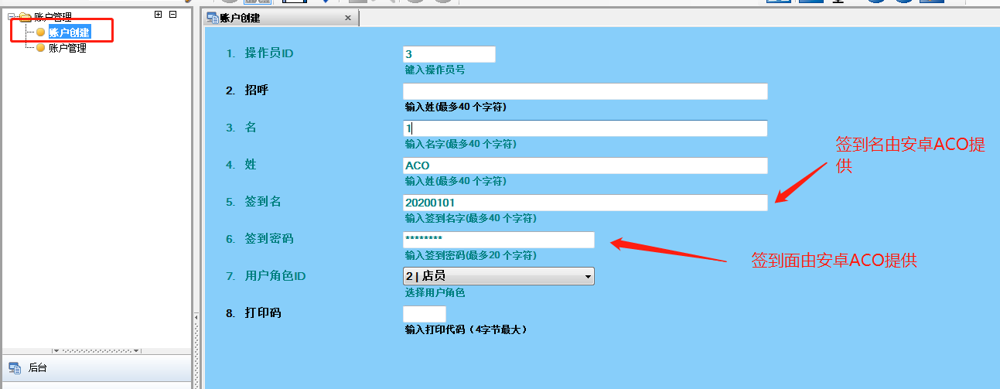 账户管理
账户创建
账户管理
后台
账户创建
1. 操作员ID
3
键入操作员号
2. 招呼
输入姓(最多40 个字符)
3. 名
1
输入名字(最多40 个字符)
4. 姓
ACO
输入姓(最多40 个字符)
5. 签到名
20200101
输入签到名字(最多40 个字符)
6. 签到密码
********
输入签到密码(最多20 个字符)
7. 用户角色ID
2 | 店员
选择用户角色
8. 打印码
输入打印代码（4字节最大）
签到名由安卓ACO提
供
签到面由安卓ACO提供